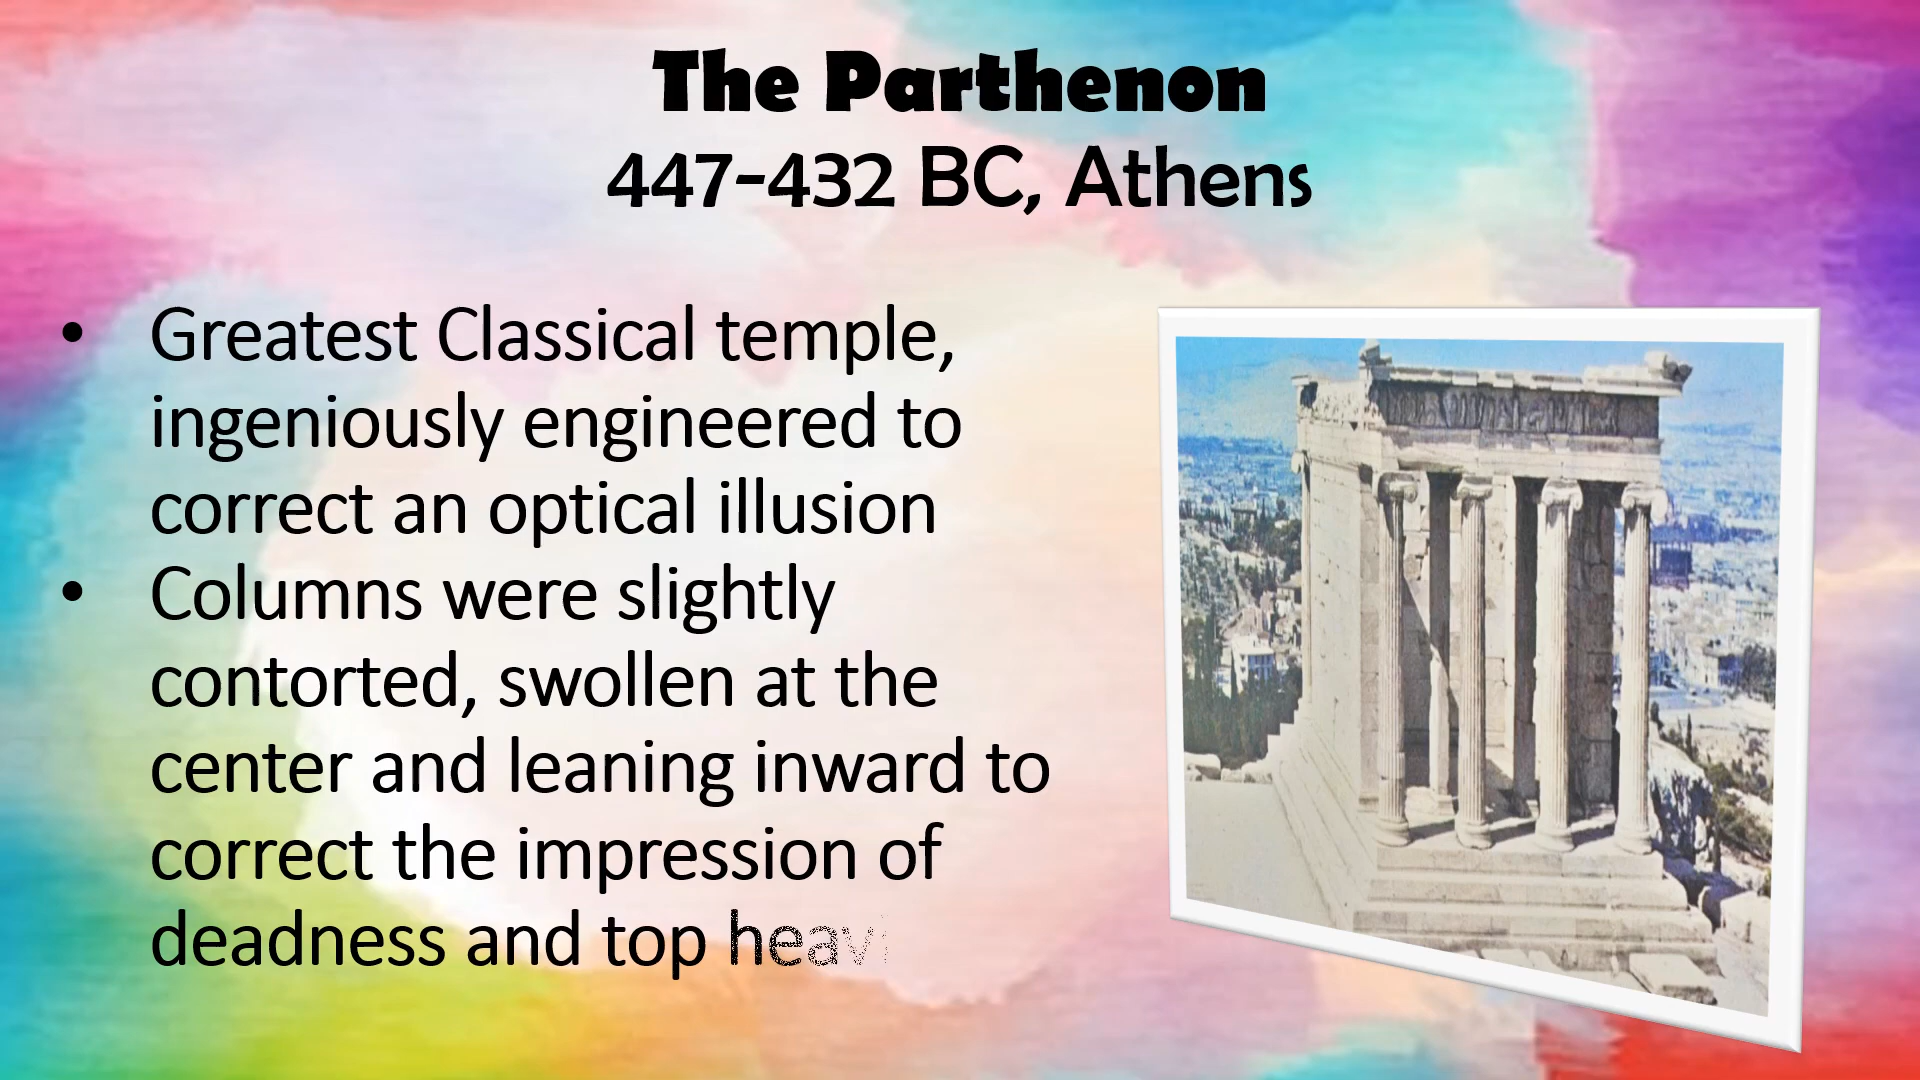 The Parthenon
447-432 BC, Athens
• Greatest Classical temple,
ingeniously engineered to
correct an optical illusion
• Columns were slightly
contorted, swollen at the
center and leaning inward to
correct the impression of
deadness and top heavi